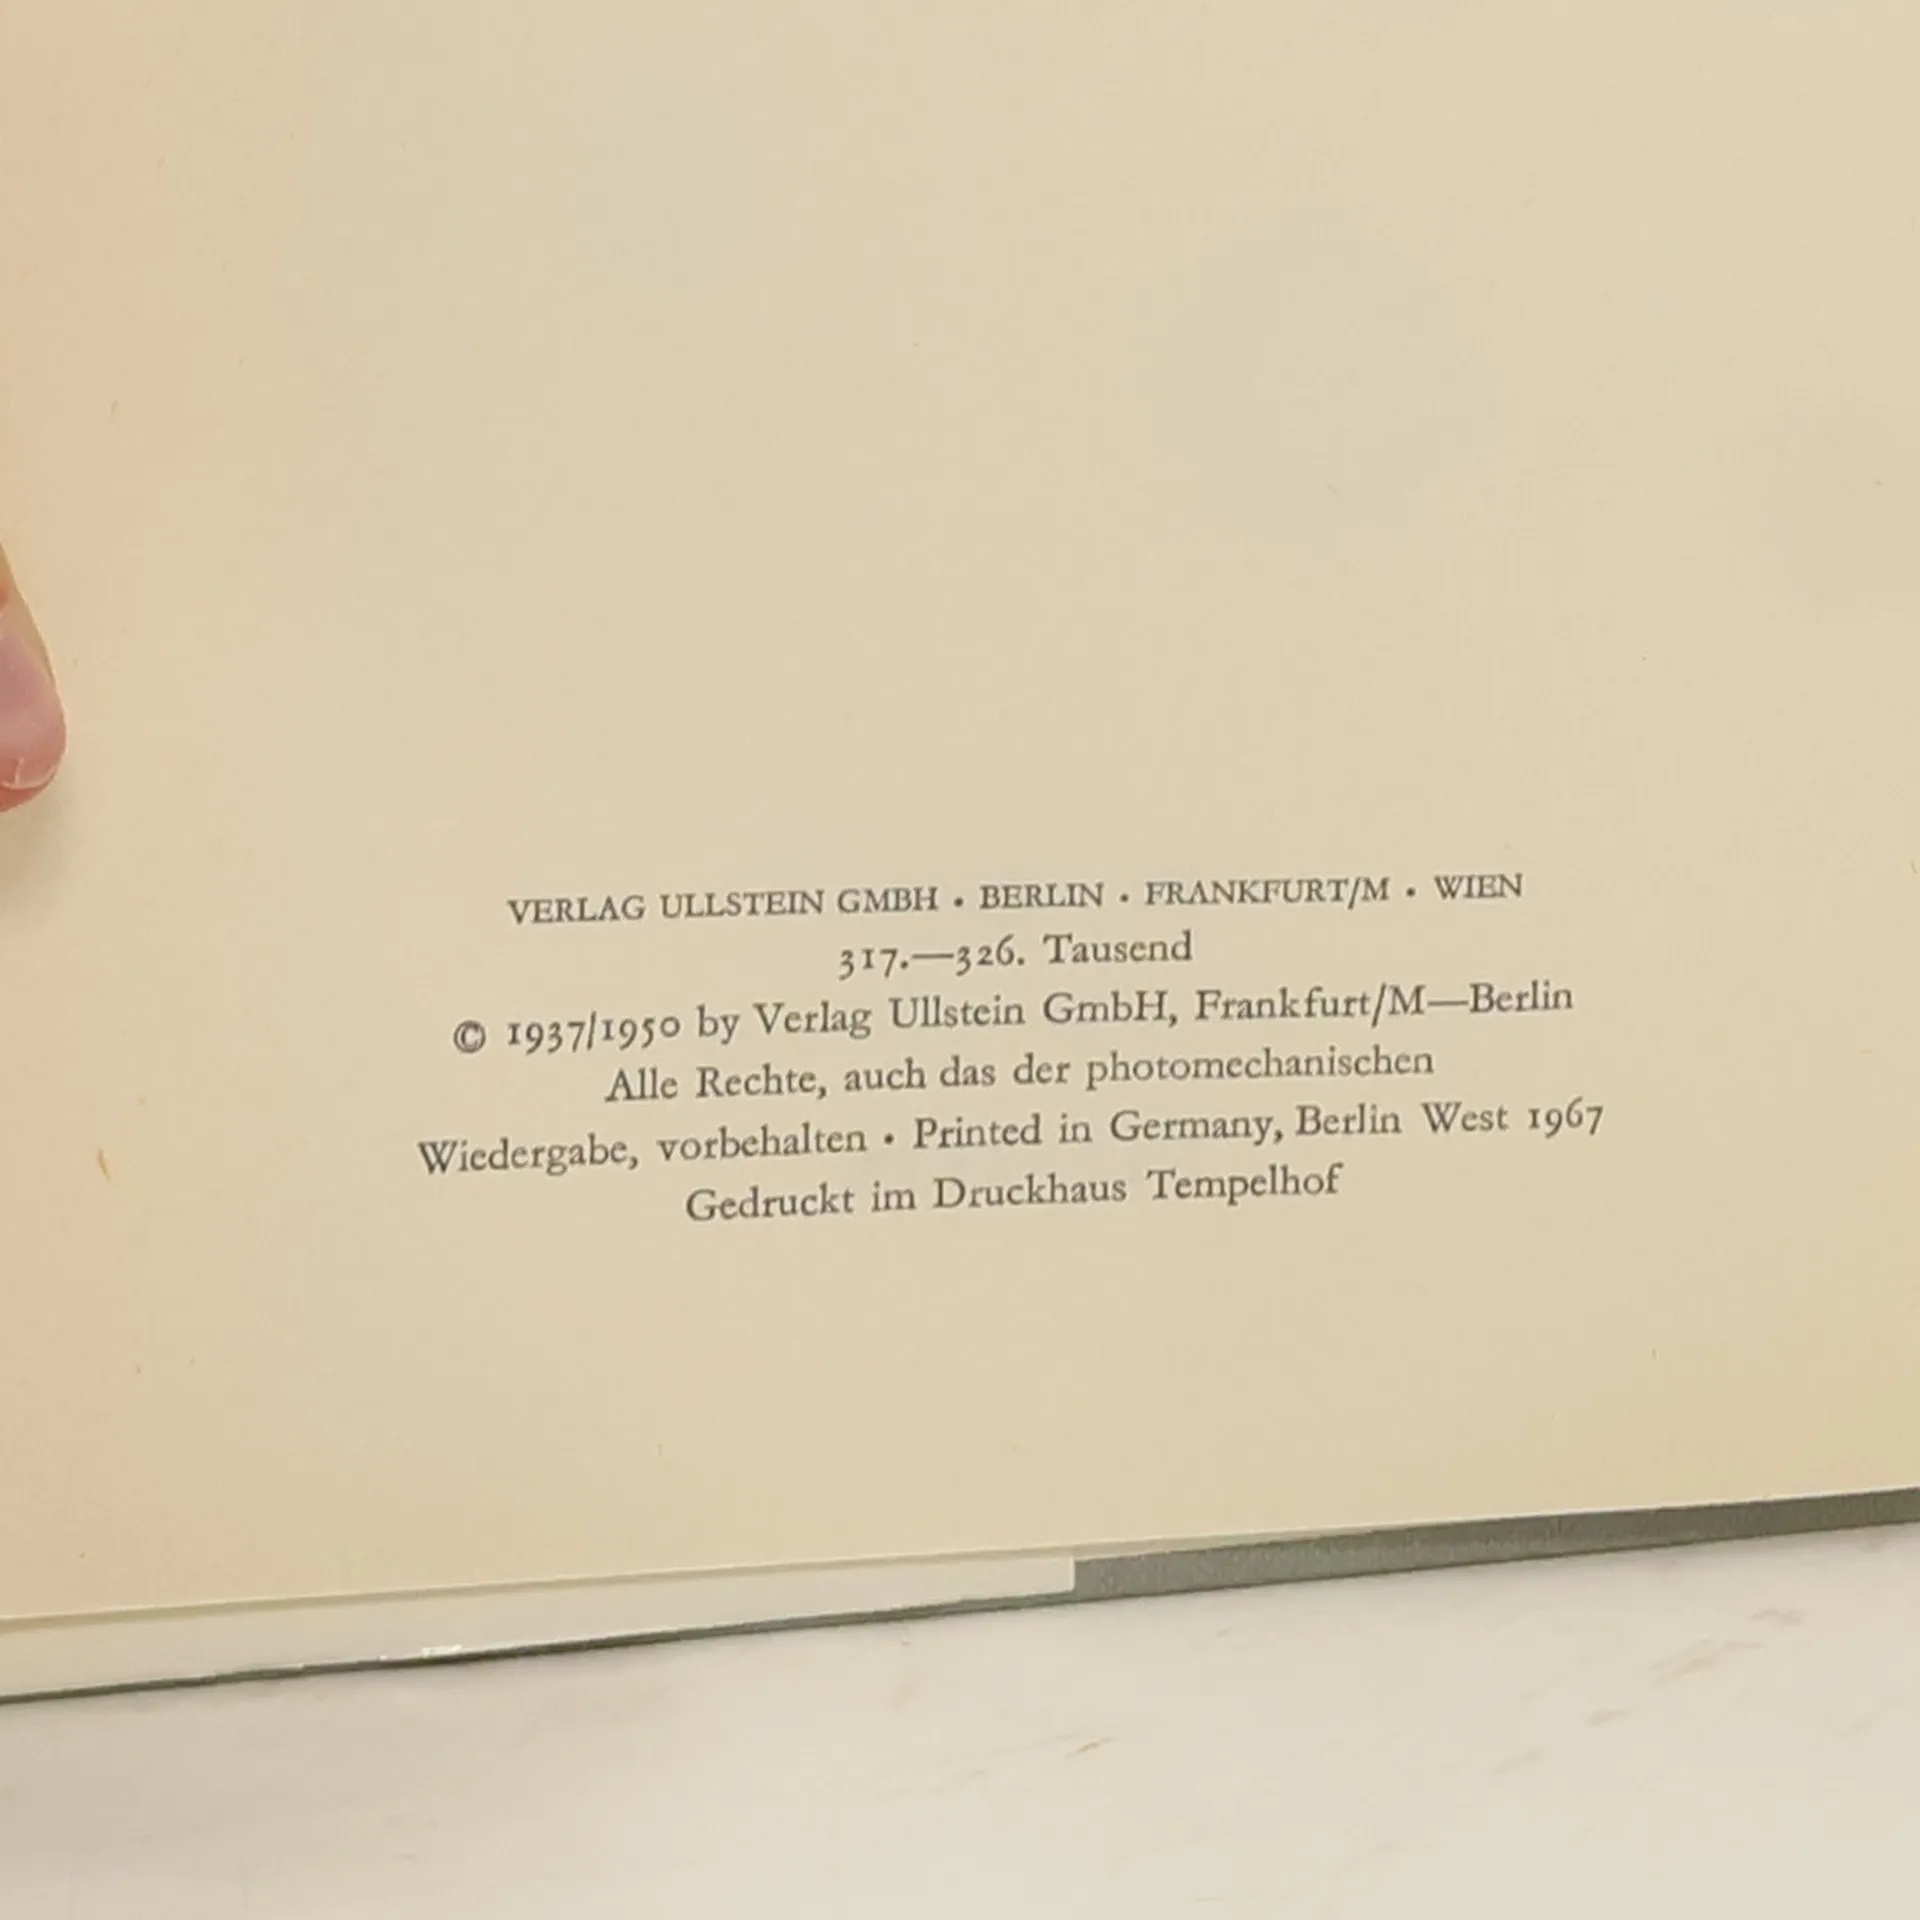 VERLAG ULLSTEIN GMBH • BERLIN • FRANKFURT/M • WIEN
317.—326. Tausend
© 1937/1950 by Verlag Ullstein GmbH, Frankfurt/M—Berlin
Alle Rechte, auch das der photomechanischen
Wiedergabe, vorbehalten • Printed in Germany, Berlin West 1967
Gedruckt im Druckhaus Tempelhof